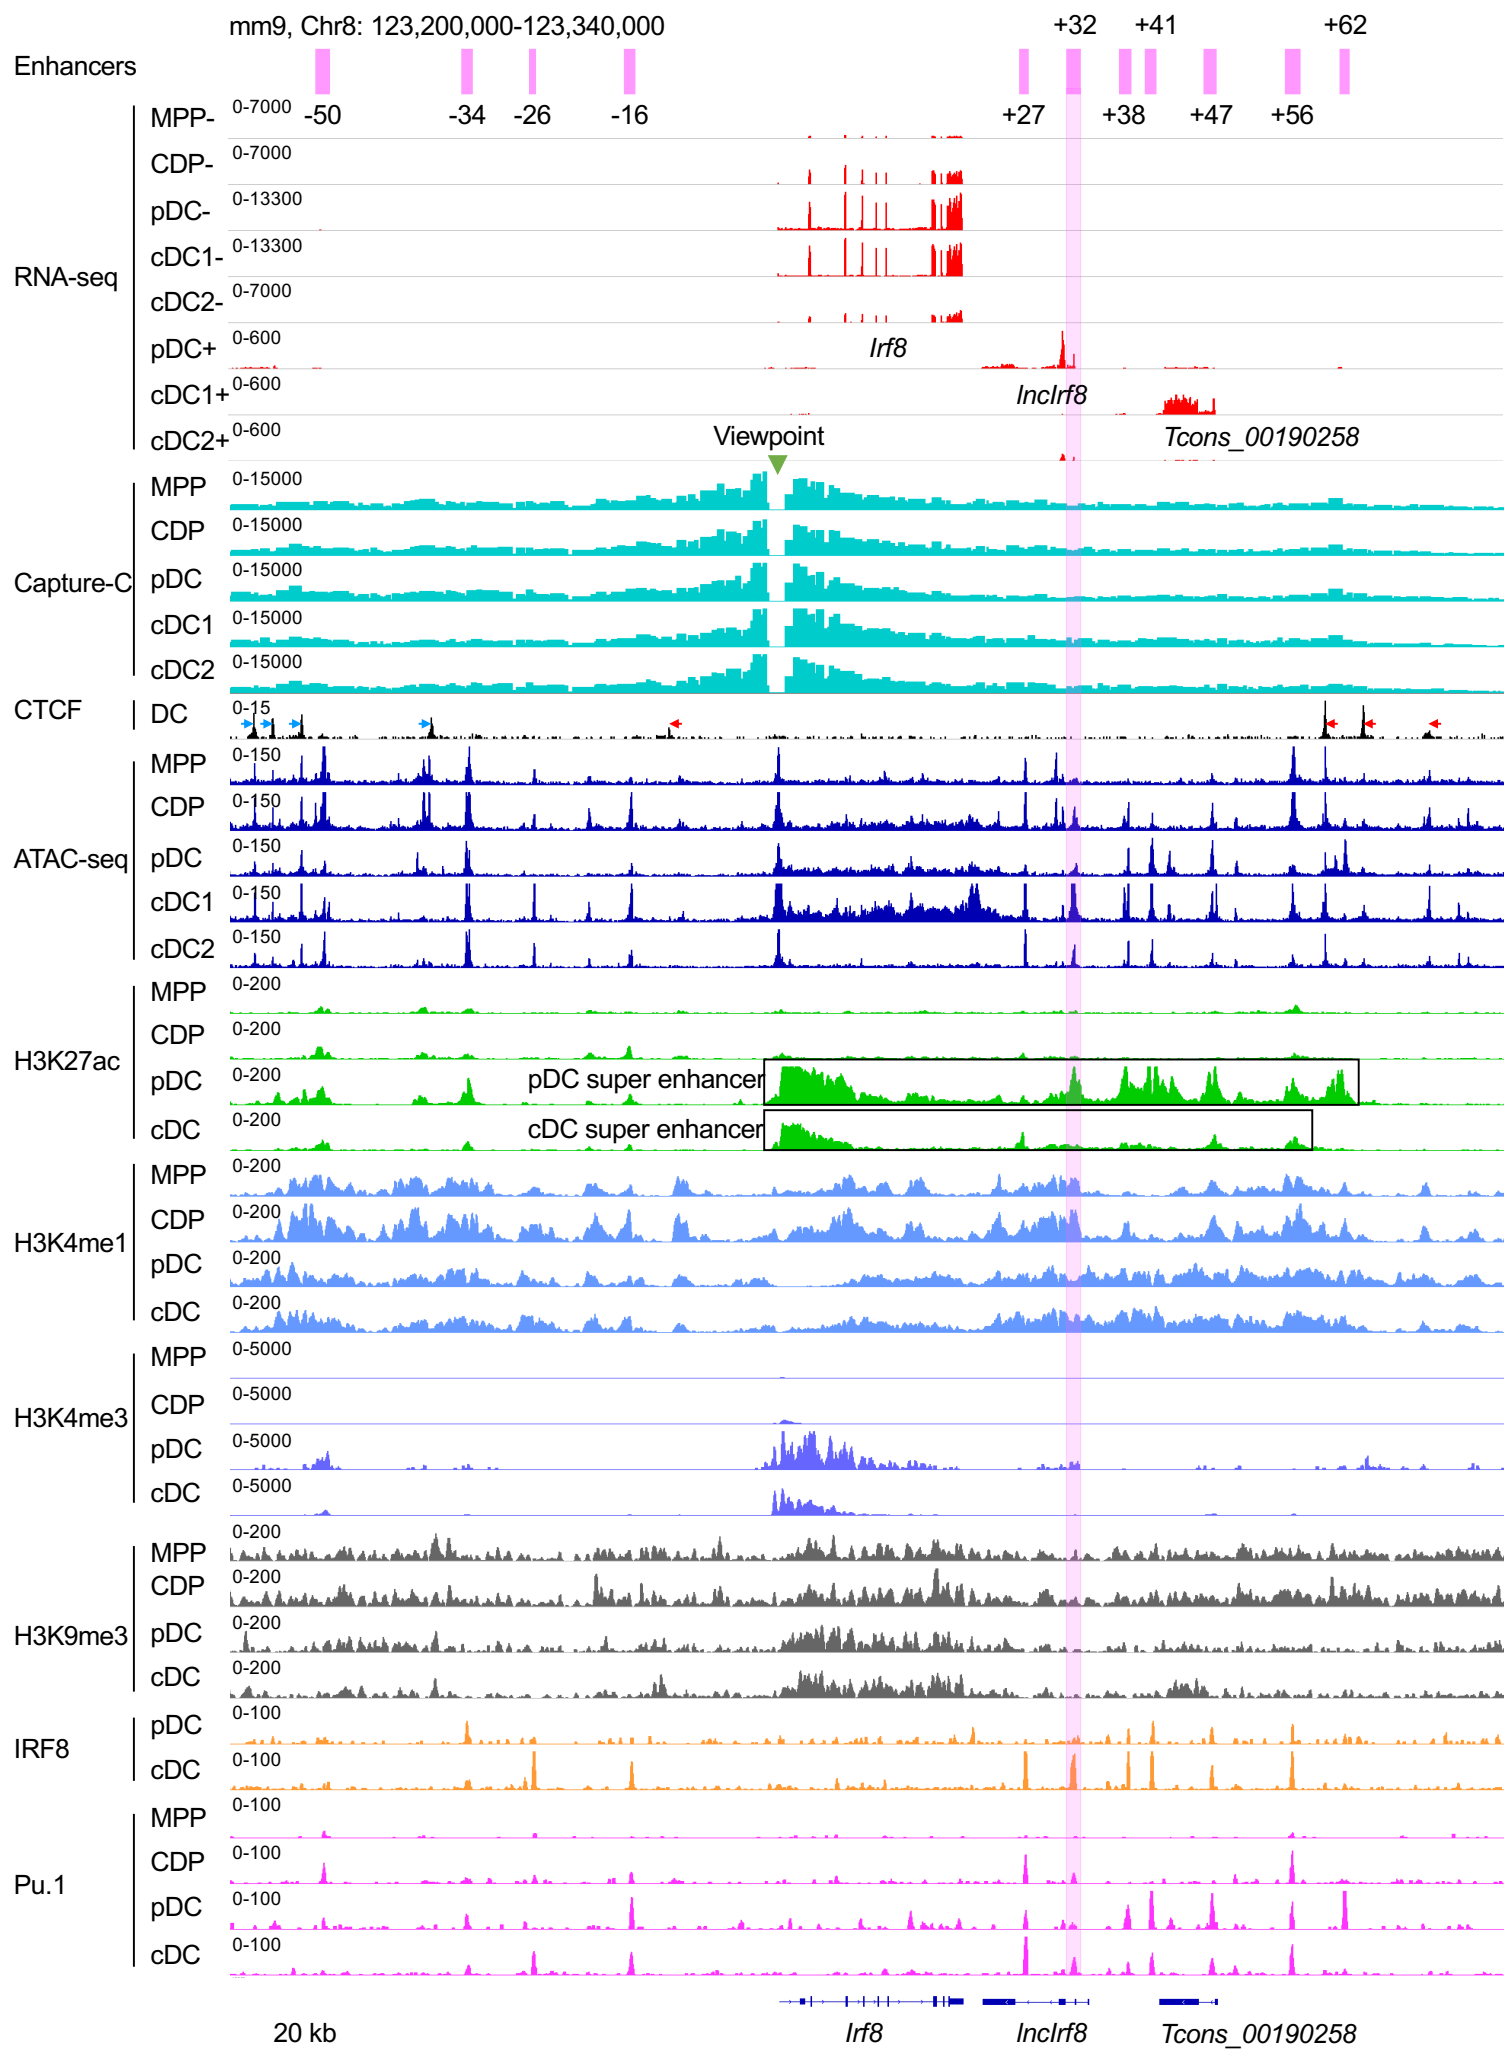 mm9, Chr8: 123,200,000-123,340,000
+32
+41
+62
Enhancers
-50
-34
-26
-16
+27
+38
+47
+56
RNA-seq
MPP-
0-7000
CDP-
0-7000
pDC-
0-13300
cDC1-
0-13300
cDC2-
0-7000
pDC+
0-600
Irf8
cDC1+
0-600
lncIrf8
cDC2+
0-600
Viewpoint
Tcons_00190258
Capture-C
MPP
0-15000
CDP
0-15000
pDC
0-15000
cDC1
0-15000
cDC2
0-15000
CTCF
DC
0-15
ATAC-seq
MPP
0-150
CDP
0-150
pDC
0-150
cDC1
0-150
cDC2
0-150
H3K27ac
MPP
0-200
CDP
0-200
pDC
0-200
pDC super enhancer
cDC
0-200
cDC super enhancer
H3K4me1
MPP
0-200
CDP
0-200
pDC
0-200
cDC
0-200
H3K4me3
MPP
0-5000
CDP
0-5000
pDC
0-5000
cDC
0-5000
H3K9me3
MPP
0-200
CDP
0-200
pDC
0-200
cDC
0-200
IRF8
pDC
0-100
cDC
0-100
Pu.1
MPP
0-100
CDP
0-100
pDC
0-100
cDC
0-100
20 kb
Irf8
lncIrf8
Tcons_00190258